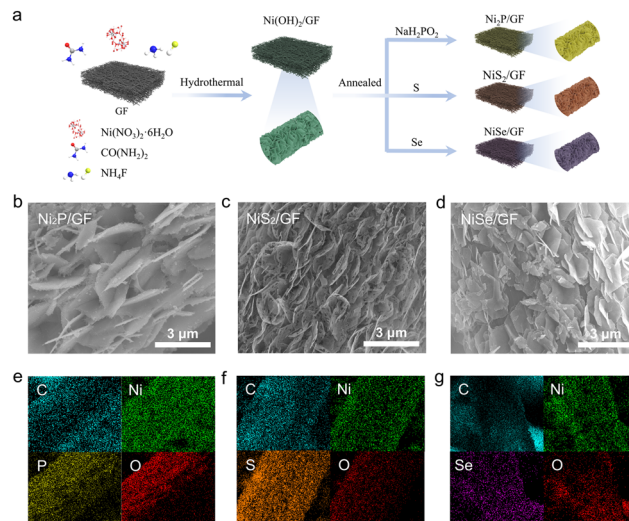 a
Ni(OH)2/GF
Ni2P/GF
NaH2PO2
Hydrothermal
Annealed
S
NiS2/GF
GF
Ni(NO3)2·6H2O
CO(NH2)2
NH4F
Se
NiSe/GF
b
Ni2P/GF
3 μm
c
NiS2/GF
3 μm
d
NiSe/GF
3 μm
e
C
Ni
P
O
f
C
Ni
S
O
g
C
Ni
Se
O